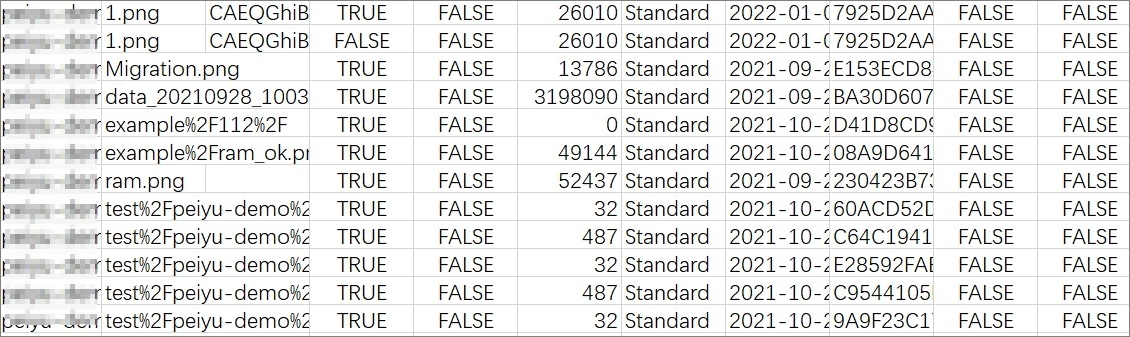 1.png CAEQGhiB TRUE FALSE 26010 Standard 2022-01-0 7925D2AA FALSE FALSE
1.png CAEQGhiB FALSE FALSE 26010 Standard 2022-01-0 7925D2AA FALSE FALSE
Migration.png TRUE FALSE 13786 Standard 2021-09-2 E153ECD8 FALSE FALSE
data_20210928_1003 TRUE FALSE 3198090 Standard 2021-09-2 BA30D607 FALSE FALSE
example%2F112%2F TRUE FALSE 0 Standard 2021-10-2 D41D8CD9 FALSE FALSE
example%2Fram_ok.pn TRUE FALSE 49144 Standard 2021-10-2 08A9D641 FALSE FALSE
ram.png TRUE FALSE 52437 Standard 2021-09-2 230423B73 FALSE FALSE
test%2Fpeiyu-demo%2 TRUE FALSE 32 Standard 2021-10-2 60ACD52D FALSE FALSE
test%2Fpeiyu-demo%2 TRUE FALSE 487 Standard 2021-10-2 C64C1941 FALSE FALSE
test%2Fpeiyu-demo%2 TRUE FALSE 32 Standard 2021-10-2 E28592FAE FALSE FALSE
test%2Fpeiyu-demo%2 TRUE FALSE 487 Standard 2021-10-2 C9544105 FALSE FALSE
test%2Fpeiyu-demo%2 TRUE FALSE 32 Standard 2021-10-2 9A9F23C1 FALSE FALSE